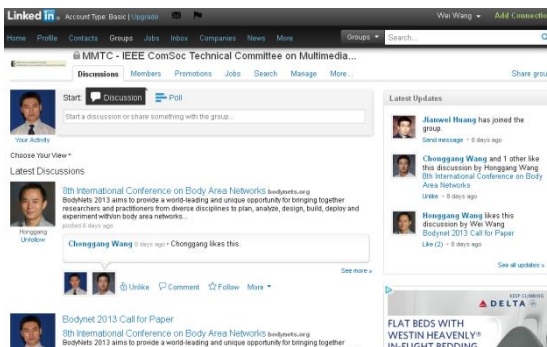 Linked in. Account Type: Basic | Upgrade Wei Wang Add Connectio
Home Profile Contacts Groups Jobs Inbox Companies News More Groups Search...
MMTC - IEEE ComSoc Technical Committee on Multimedia...
Discussions Members Promotions Jobs Search Manage More... Share grou
Start: Discussion Poll
Start a discussion or share something with the group...
Your Activity
Choose Your View
Latest Discussions
8th International Conference on Body Area Networks bodynets.org
BodyNets 2013 aims to provide a world-leading and unique opportunity for bringing together
researchers and practitioners from diverse disciplines to plan, analyze, design, build, deploy and
experiment with/on body area networks...
posted 8 days ago
Honggang
Unfollow
Chonggang Wang 8 days ago • Chonggang likes this.
See more »
Unlike Comment Follow More
Bodynet 2013 Call for Paper
8th International Conference on Body Area Networks bodynets.org
BodyNets 2013 aims to provide a world-leading and unique opportunity for bringing together
Latest Updates
Jianwei Huang has joined the
group.
Send message • 8 days ago
Chonggang Wang and 1 other like
this discussion by Honggang Wang
8th International Conference on Body
Area Networks
Unlike • 8 days ago
Honggang Wang likes this
discussion by Wei Wang
Bodynet 2013 Call for Paper
Like (2) • 8 days ago
See all updates »
KEEP CLIMBING
DELTA
FLAT BEDS WITH
WESTIN HEAVENLY®
IN-FLIGHT BEDDING